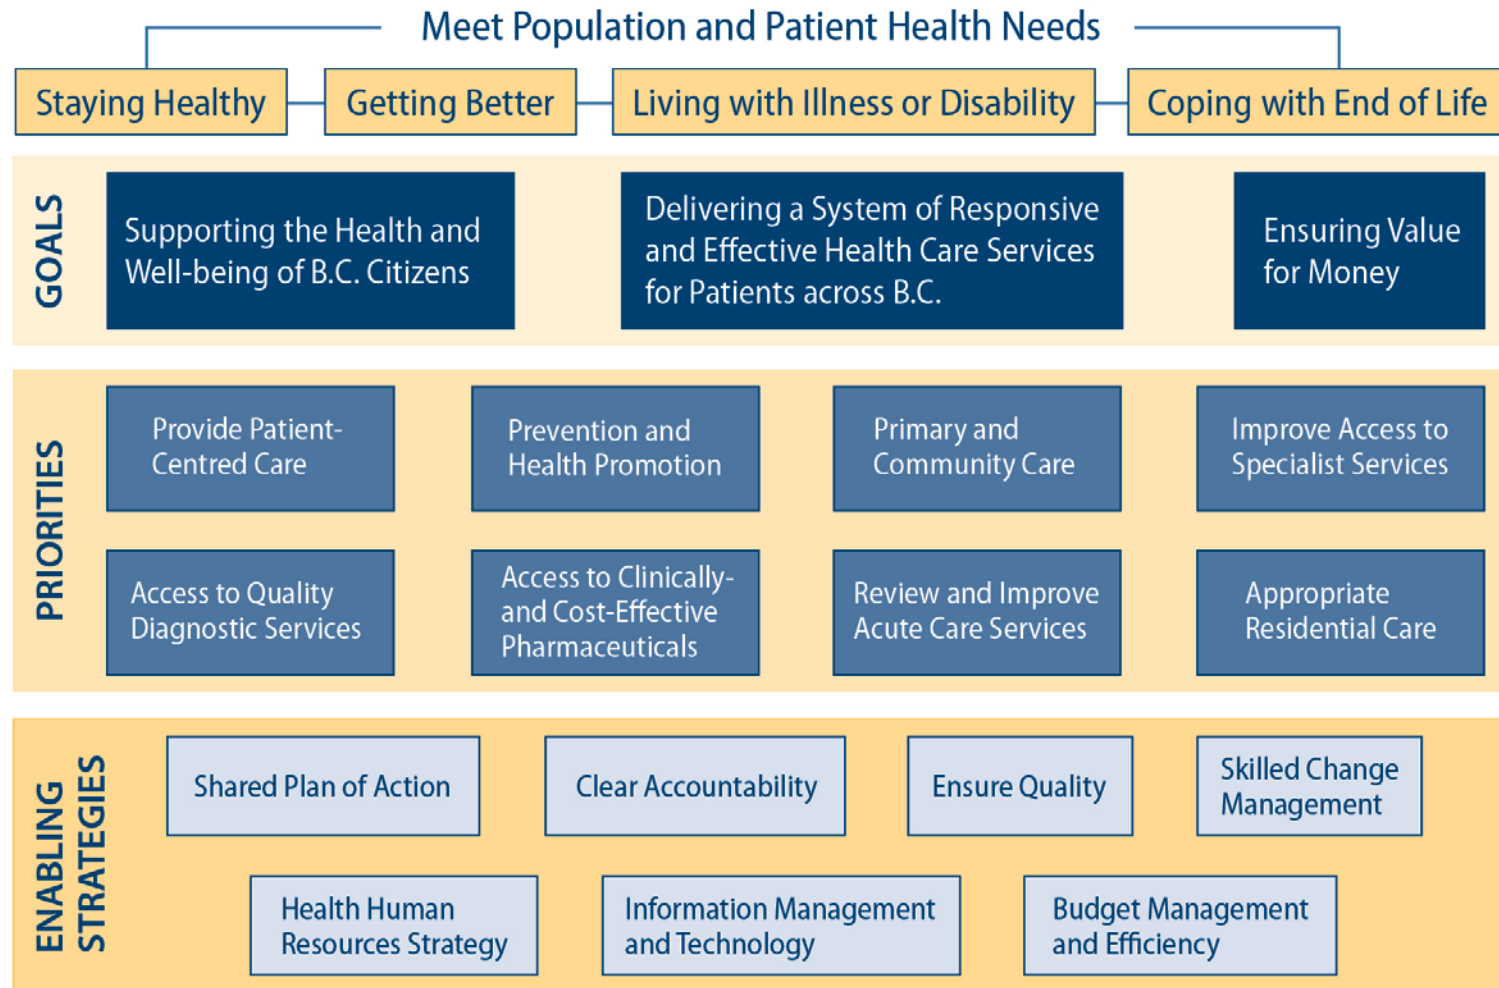 Meet Population and Patient Health Needs
Staying Healthy
Getting Better
Living with Illness or Disability
Coping with End of Life
GOALS
Supporting the Health and
Well-being of B.C. Citizens
Delivering a System of Responsive
and Effective Health Care Services
for Patients across B.C.
Ensuring Value
for Money
PRIORITIES
Provide Patient-
Centred Care
Prevention and
Health Promotion
Primary and
Community Care
Improve Access to
Specialist Services
Access to Quality
Diagnostic Services
Access to Clinically-
and Cost-Effective
Pharmaceuticals
Review and Improve
Acute Care Services
Appropriate
Residential Care
ENABLING
STRATEGIES
Shared Plan of Action
Clear Accountability
Ensure Quality
Skilled Change
Management
Health Human
Resources Strategy
Information Management
and Technology
Budget Management
and Efficiency